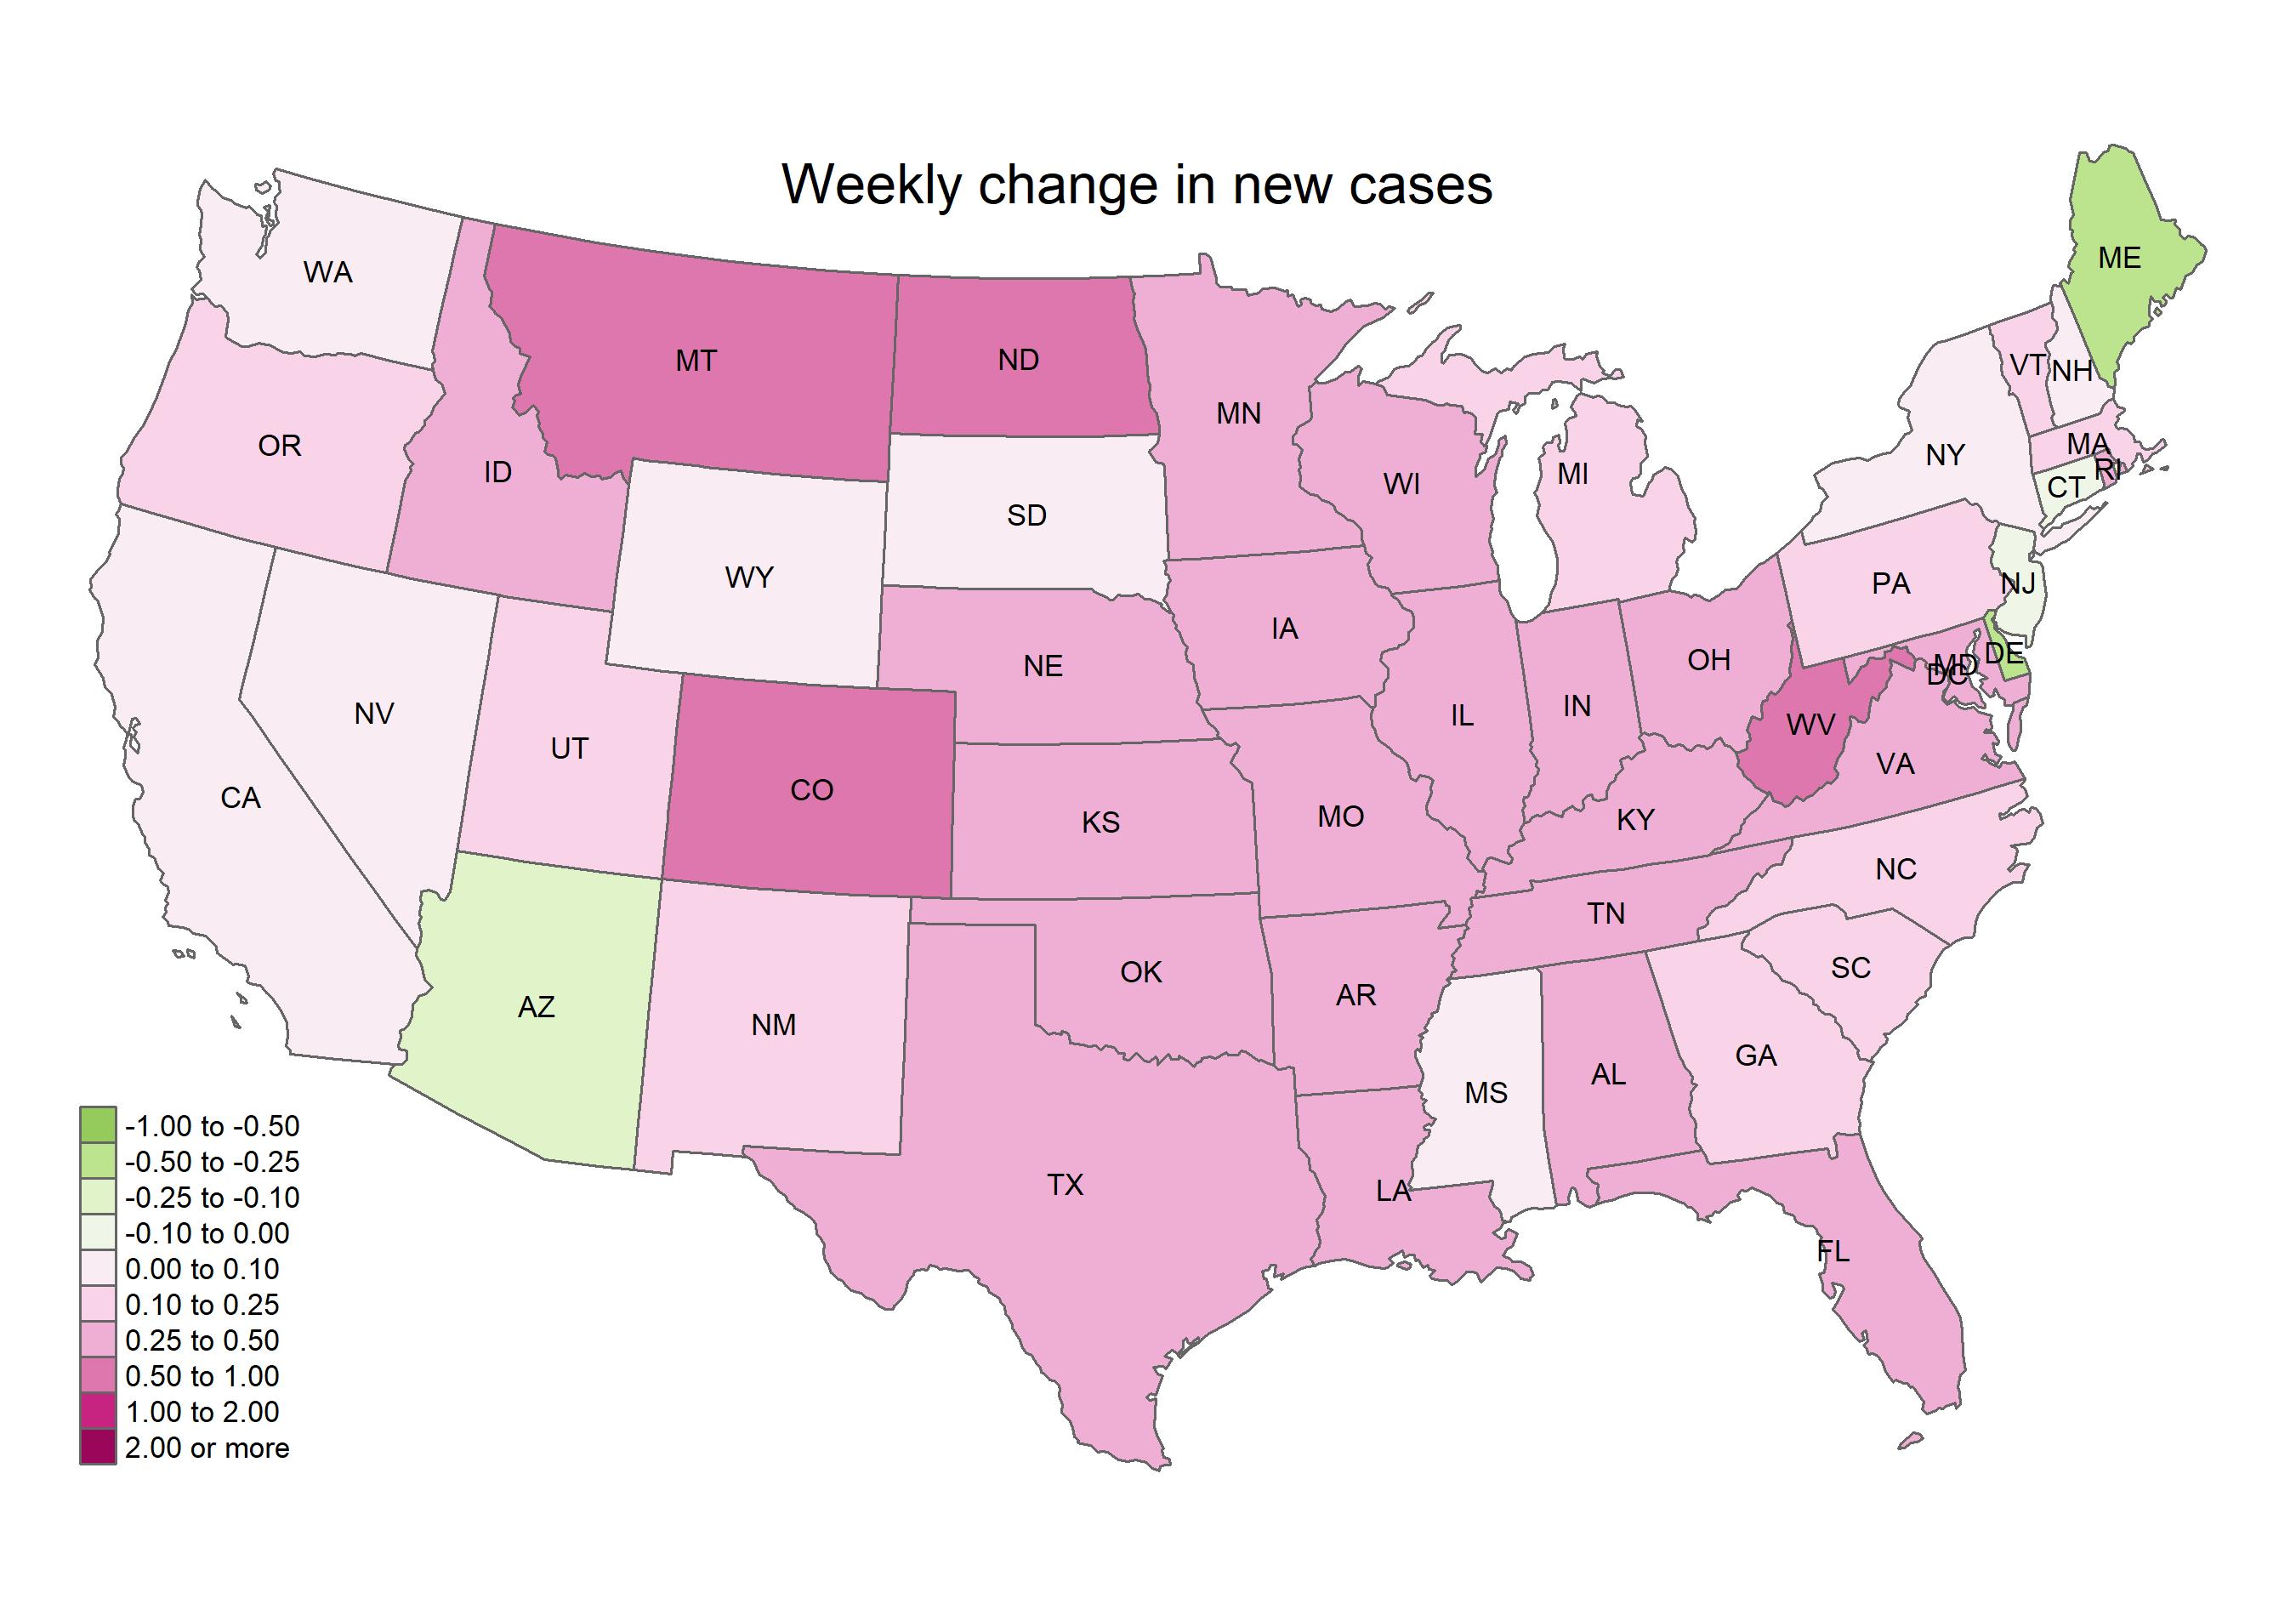 Weekly change in new cases
ME
WA
MT
ND
VT
NH
MN
OR
MA
NY
RI
ID
MI
WI
CT
SD
WY
PA
NJ
IA
DE
OH
MD
NE
DC
IN
NV
IL
WV
UT
VA
CO
CA
MO
KY
KS
NC
TN
SC
OK
AR
AZ
NM
GA
AL
MS
TX
LA
FL
-1.00 to -0.50
-0.50 to -0.25
-0.25 to -0.10
-0.10 to 0.00
0.00 to 0.10
0.10 to 0.25
0.25 to 0.50
0.50 to 1.00
1.00 to 2.00
2.00 or more